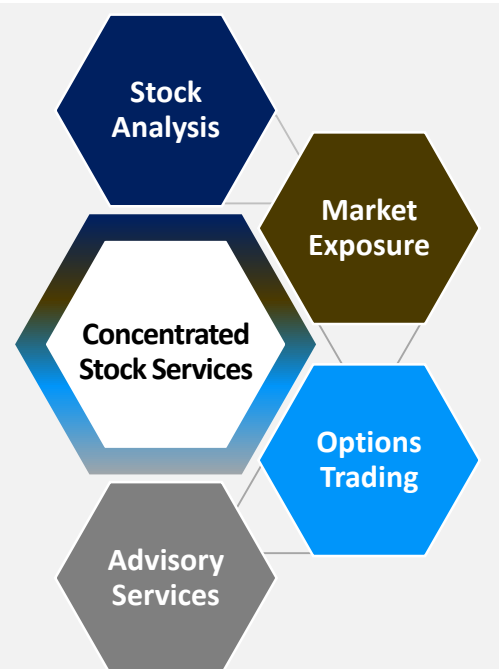 Stock
Analysis
Market
Exposure
Concentrated
Stock Services
Options
Trading
Advisory
Services